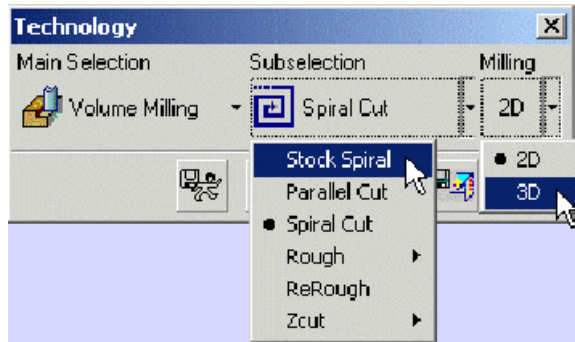 Technology
Main Selection Subselection Milling
Volume Milling Spiral Cut 2D
Stock Spiral 2D
Parallel Cut 3D
Spiral Cut
Rough
ReRough
Zcut